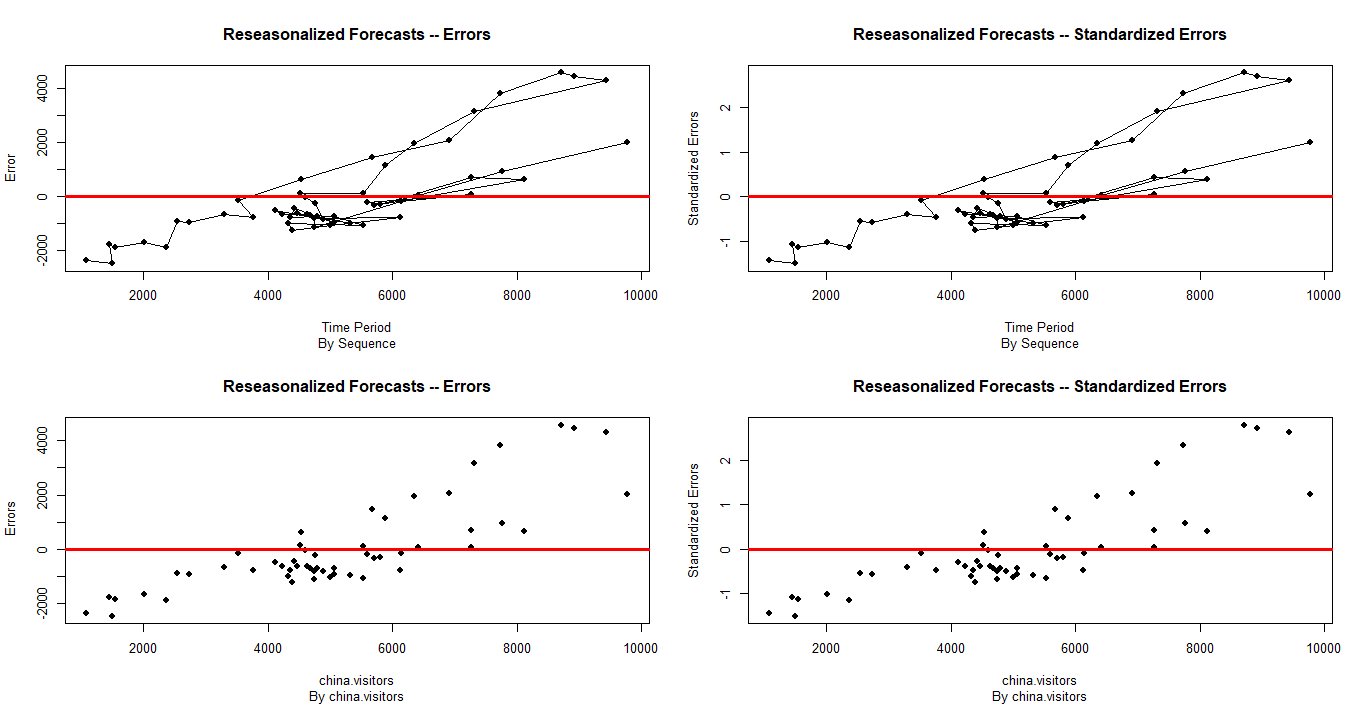 Reseasonalized Forecasts -- Errors
Error
-2000 0 2000 4000
2000 4000 6000 8000 10000
Time Period
By Sequence
Reseasonalized Forecasts -- Standardized Errors
Standardized Errors
-1 0 1 2
2000 4000 6000 8000 10000
Time Period
By Sequence
Reseasonalized Forecasts -- Errors
Errors
-2000 0 2000 4000
2000 4000 6000 8000 10000
china.visitors
By china.visitors
Reseasonalized Forecasts -- Standardized Errors
Standardized Errors
-1 0 1 2
2000 4000 6000 8000 10000
china.visitors
By china.visitors